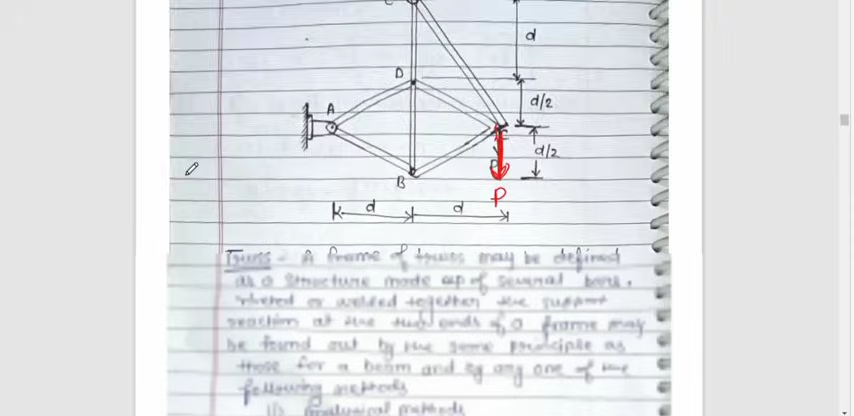 d
D
A
d/2
C
P
d/2
B
P
d
d
Truss - A frame of truss may be defined
as a structure made up of several bars,
riveted or welded together the support
reaction at the two ends of a frame may
be found out by the same principle as
those for a beam and by any one of the
following methods
(i) Analytical methods